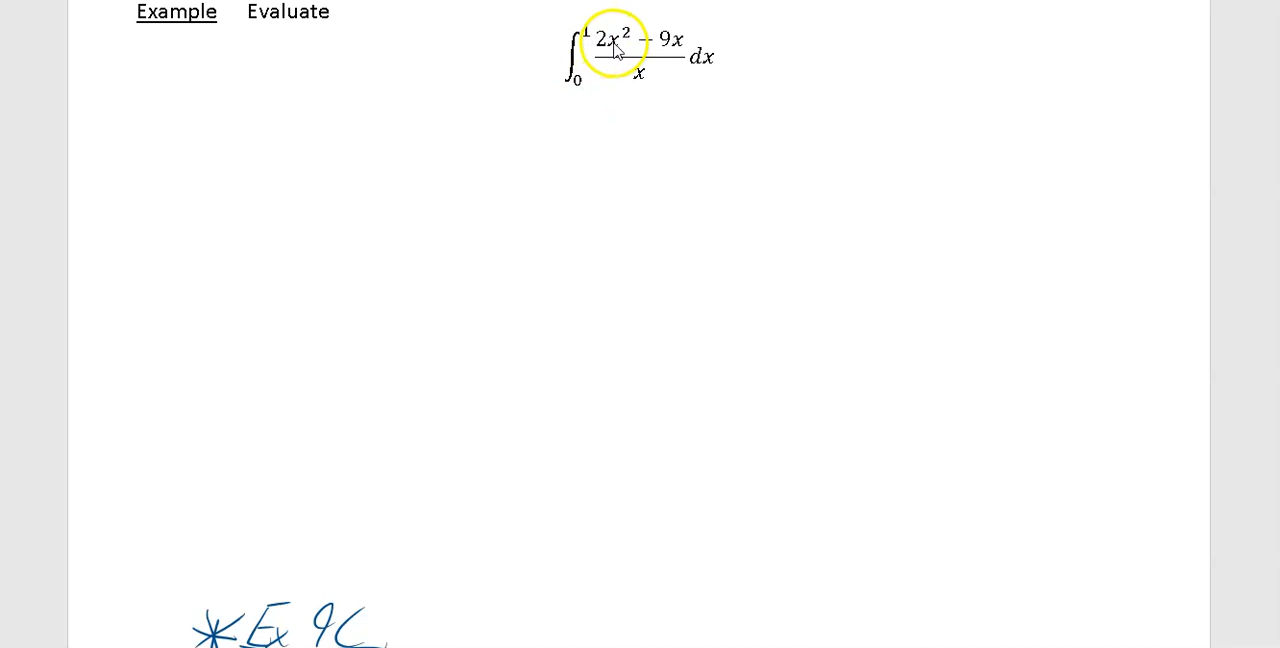 Example Evaluate
∫₀¹ (2x² − 9x)/x dx
*Ex 9C